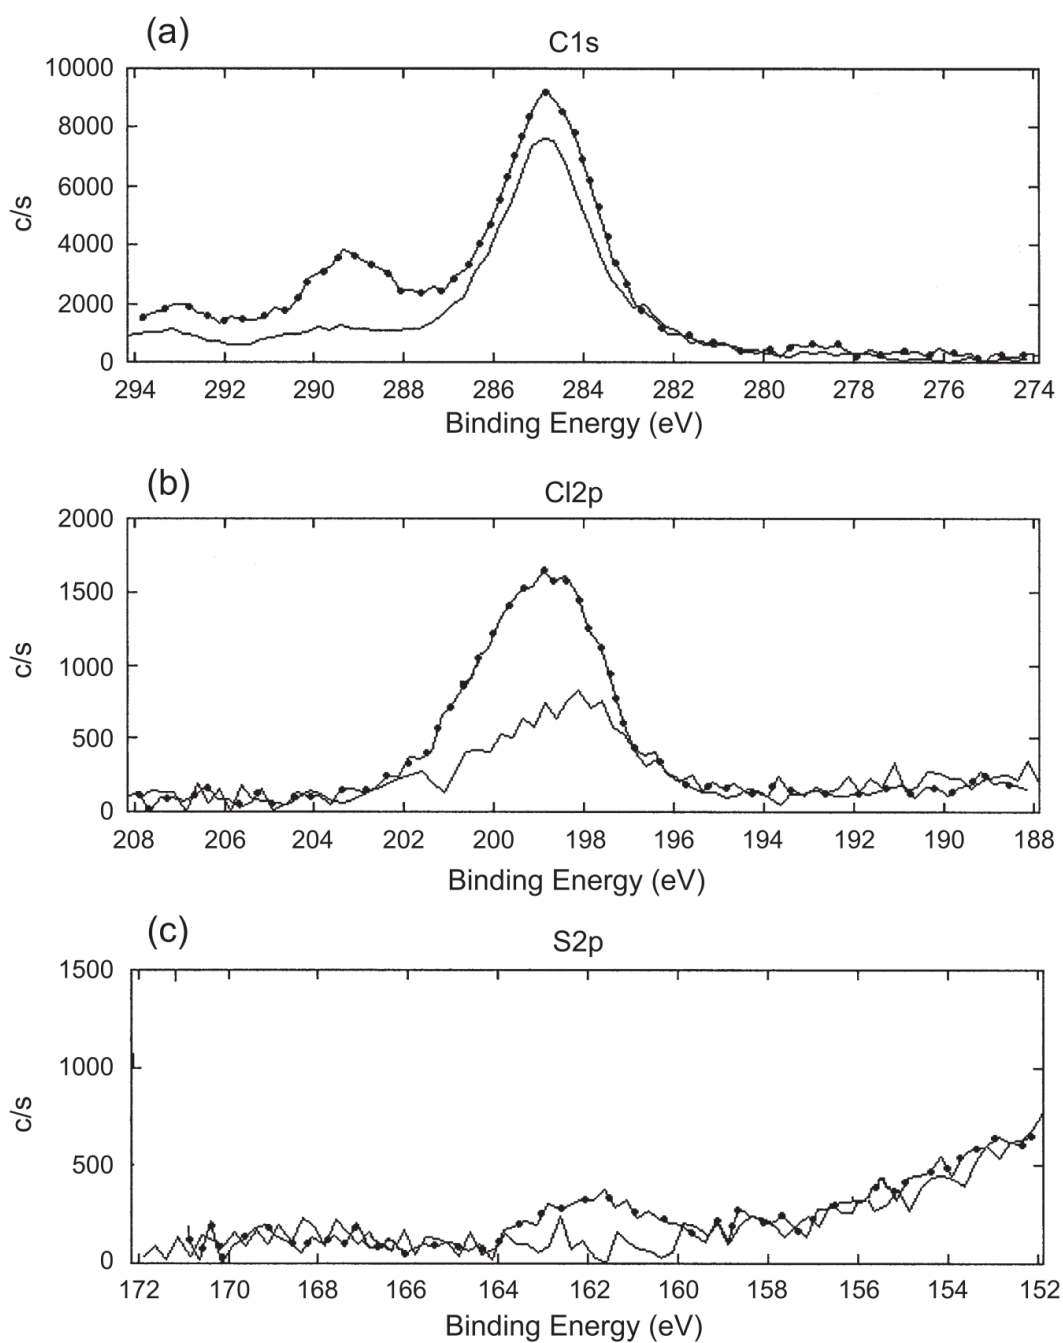 (a)
C1s
10000
8000
6000
4000
2000
0
c/s
294 292 290 288 286 284 282 280 278 276 274
Binding Energy (eV)
(b)
Cl2p
2000
1500
1000
500
0
c/s
208 206 204 202 200 198 196 194 192 190 188
Binding Energy (eV)
(c)
S2p
1500
1000
500
0
c/s
172 170 168 166 164 162 160 158 156 154 152
Binding Energy (eV)